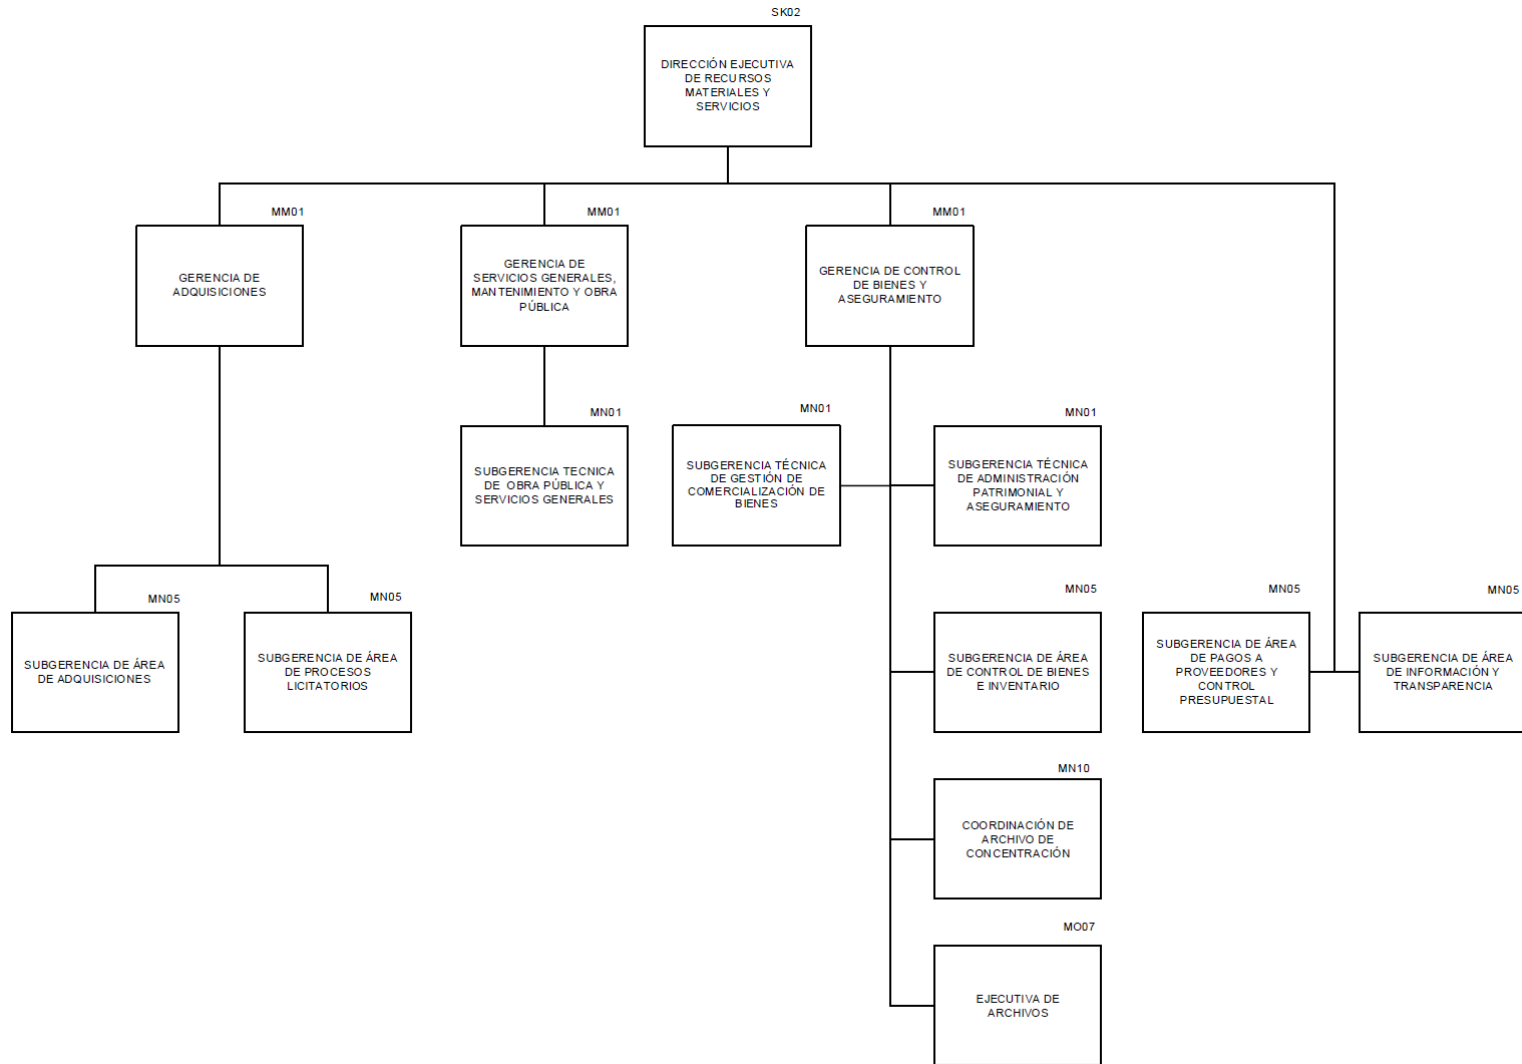 SK02
DIRECCIÓN EJECUTIVA
DE RECURSOS
MATERIALES Y
SERVICIOS
MM01
GERENCIA DE
ADQUISICIONES
MM01
GERENCIA DE
SERVICIOS GENERALES,
MANTENIMIENTO Y OBRA
PÚBLICA
MM01
GERENCIA DE CONTROL
DE BIENES Y
ASEGURAMIENTO
MN01
SUBGERENCIA TECNICA
DE OBRA PÚBLICA Y
SERVICIOS GENERALES
MN01
SUBGERENCIA TÉCNICA
DE GESTIÓN DE
COMERCIALIZACIÓN DE
BIENES
MN01
SUBGERENCIA TÉCNICA
DE ADMINISTRACIÓN
PATRIMONIAL Y
ASEGURAMIENTO
MN05
SUBGERENCIA DE ÁREA
DE ADQUISICIONES
MN05
SUBGERENCIA DE ÁREA
DE PROCESOS
LICITATORIOS
MN05
SUBGERENCIA DE ÁREA
DE CONTROL DE BIENES
E INVENTARIO
MN05
SUBGERENCIA DE ÁREA
DE PAGOS A
PROVEEDORES Y
CONTROL
PRESUPUESTAL
MN05
SUBGERENCIA DE ÁREA
DE INFORMACIÓN Y
TRANSPARENCIA
MN10
COORDINACIÓN DE
ARCHIVO DE
CONCENTRACIÓN
MO07
EJECUTIVA DE
ARCHIVOS